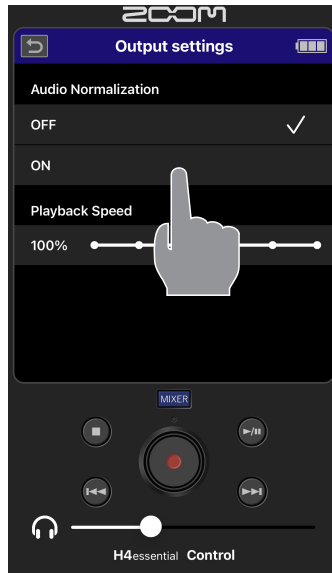 ZOOM
Output settings
Audio Normalization
OFF
ON
Playback Speed
100%
MIXER
H4essential Control